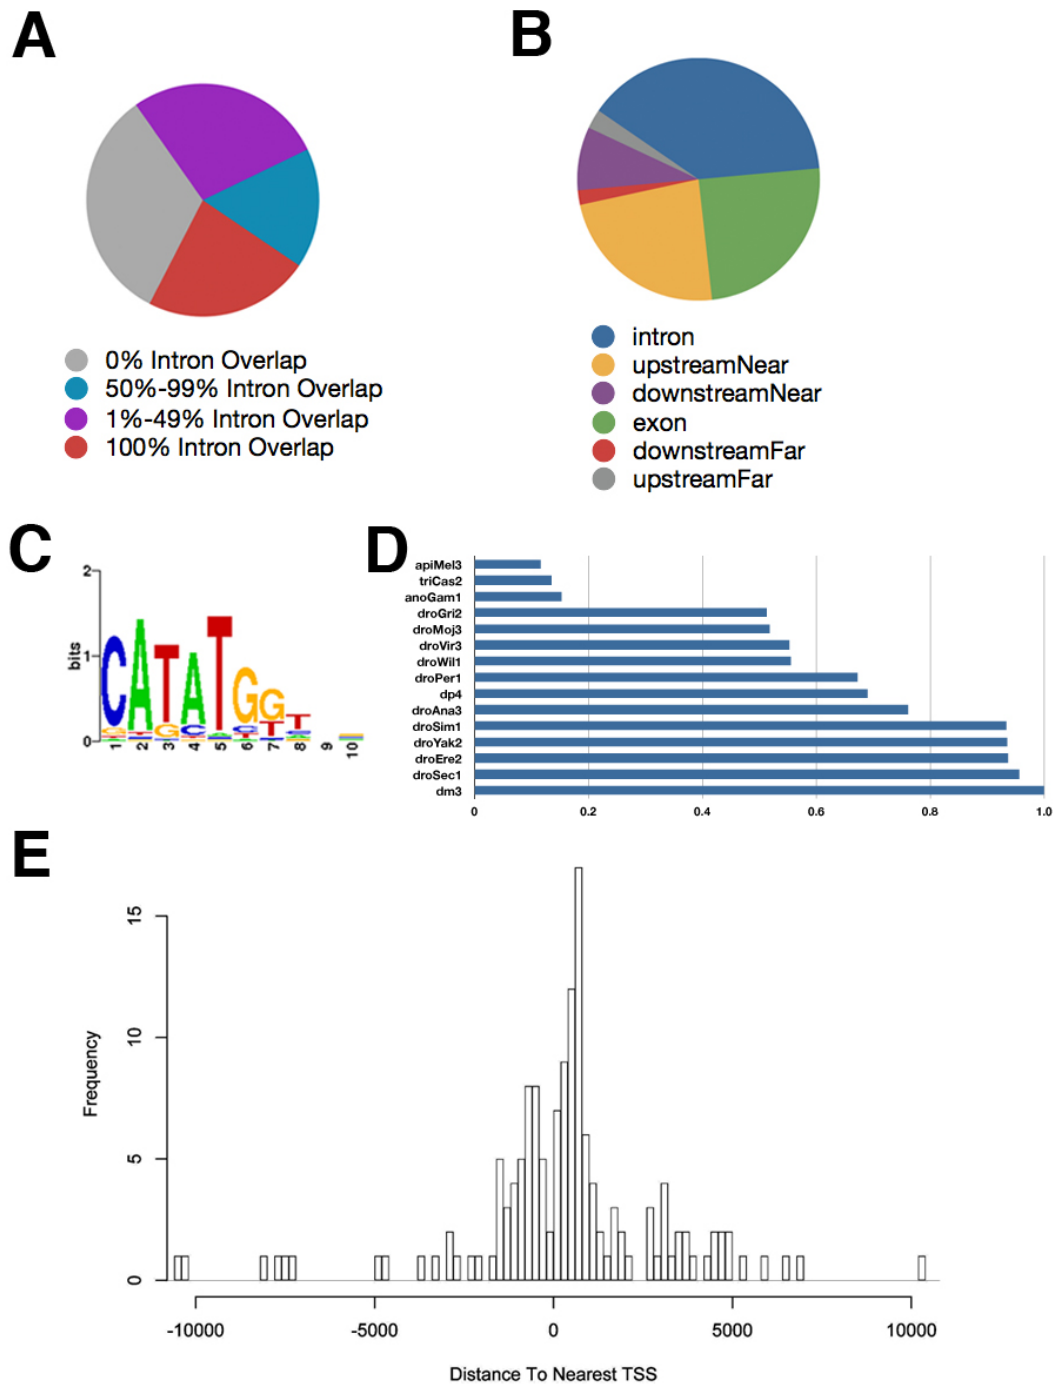 A
B
0% Intron Overlap
50%-99% Intron Overlap
1%-49% Intron Overlap
100% Intron Overlap
intron
upstreamNear
downstreamNear
exon
downstreamFar
upstreamFar
C
bits
2
1
0
CATATGGT
1 2 3 4 5 6 7 8 9 10
D
apiMel3
triCas2
anoGam1
droGri2
droMoj3
droVir3
droWil1
droPer1
dp4
droAna3
droSim1
droYak2
droEre2
droSec1
dm3
0 0.2 0.4 0.6 0.8 1.0
E
Frequency
15
10
5
0
-10000 -5000 0 5000 10000
Distance To Nearest TSS